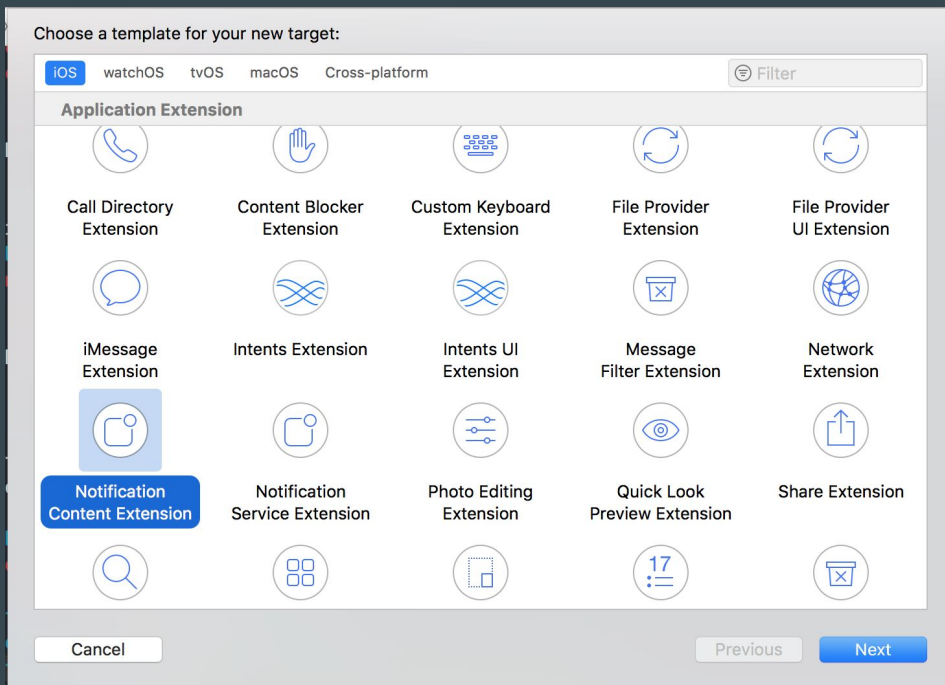 Choose a template for your new target:
iOS watchOS tvOS macOS Cross-platform Filter
Application Extension
Call Directory Content Blocker Custom Keyboard File Provider File Provider
Extension Extension Extension Extension UI Extension
iMessage Intents Extension Intents UI Message Network
Extension Extension Filter Extension Extension
Notification Notification Photo Editing Quick Look Share Extension
Content Extension Service Extension Extension Preview Extension
17
Cancel Previous Next